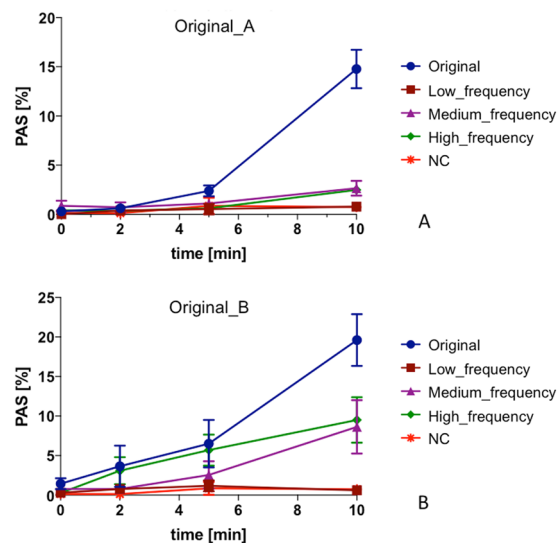 Original_A
20
15
10
5
0
PAS [%]
0 2 4 6 8 10
time [min]
Original
Low_frequency
Medium_frequency
High_frequency
NC
A
Original_B
25
20
15
10
5
0
PAS [%]
0 2 4 6 8 10
time [min]
Original
Low_frequency
Medium_frequency
High_frequency
NC
B